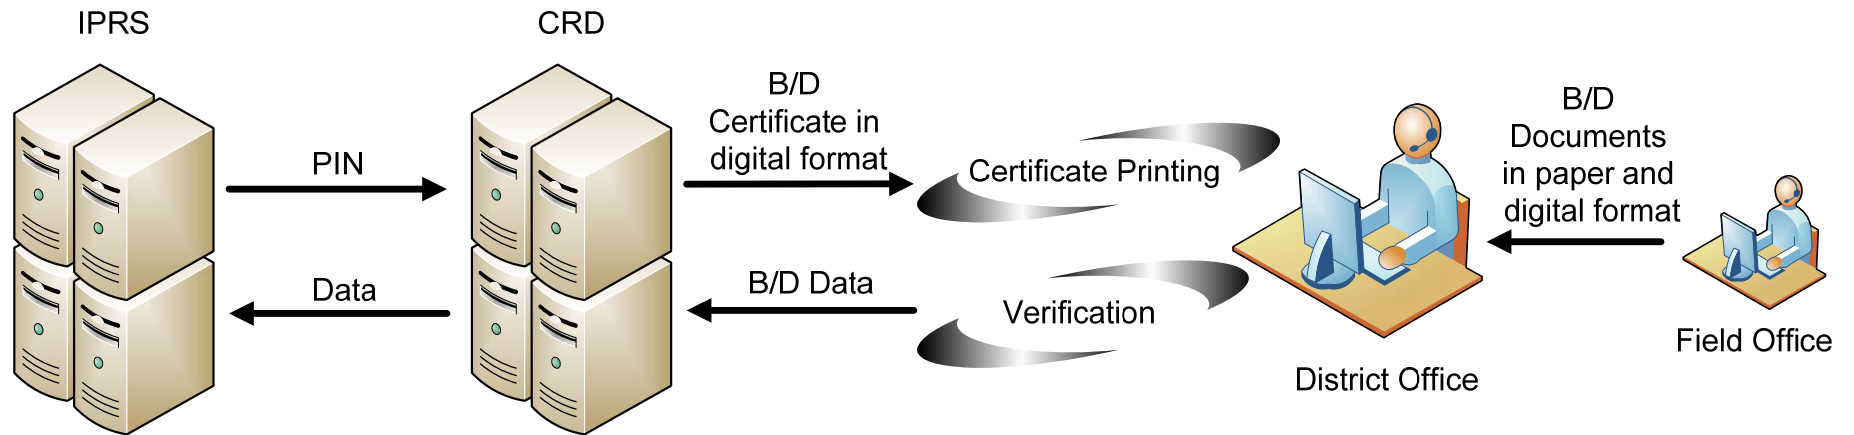 IPRS
CRD
B/D
Certificate in
digital format
B/D
Documents
in paper and
digital format
PIN
Certificate Printing
Data
B/D Data
Verification
Field Office
District Office